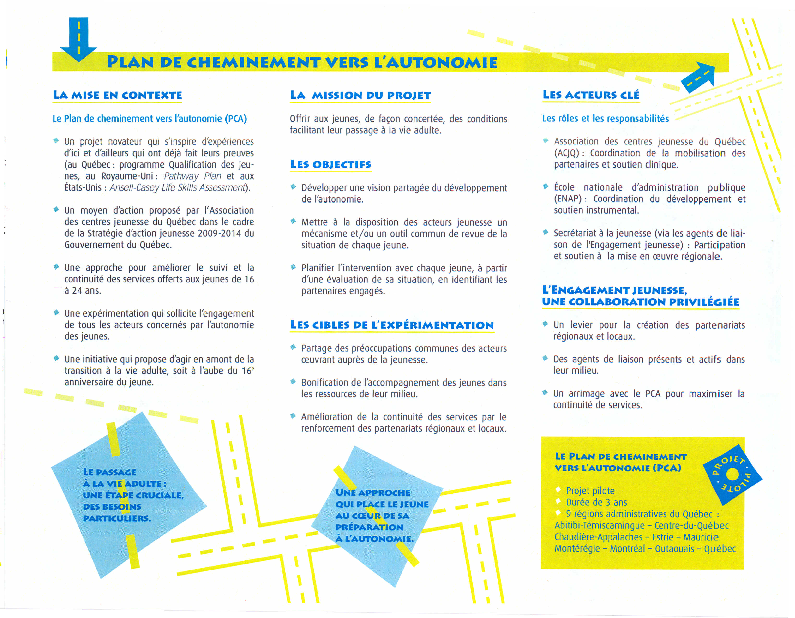 PLAN DE CHEMINEMENT VERS L'AUTONOMIE
LA MISE EN CONTEXTE
Le Plan de cheminement vers l'autonomie (PCA)
Un projet novateur qui s'inspire d'expériences
d'ici et d'ailleurs qui ont déjà fait leurs preuves
(au Québec : programme Qualification des jeu-
nes, au Royaume-Uni : Pathway Plan et aux
États-Unis : Ansell-Casey Life Skills Assessment).
Un moyen d'action proposé par l'Association
des centres jeunesse du Québec dans le cadre
de la Stratégie d'action jeunesse 2009-2014 du
Gouvernement du Québec.
Une approche pour améliorer le suivi et la
continuité des services offerts aux jeunes de 16
à 24 ans.
Une expérimentation qui sollicite l'engagement
de tous les acteurs concernés par l'autonomie
des jeunes.
Une initiative qui propose d'agir en amont de la
transition à la vie adulte, soit à l'aube du 16e
anniversaire du jeune.
LE PASSAGE
À LA VIE ADULTE :
UNE ÉTAPE CRUCIALE,
DES BESOINS
PARTICULIERS.
LA MISSION DU PROJET
Offrir aux jeunes, de façon concertée, des conditions
facilitant leur passage à la vie adulte.
LES OBJECTIFS
Développer une vision partagée du développement
de l'autonomie.
Mettre à la disposition des acteurs jeunesse un
mécanisme et/ou un outil commun de revue de la
situation de chaque jeune.
Planifier l'intervention avec chaque jeune, à partir
d'une évaluation de sa situation, en identifiant les
partenaires engagés.
LES CIBLES DE L'EXPÉRIMENTATION
Partage des préoccupations communes des acteurs
œuvrant auprès de la jeunesse.
Bonification de l'accompagnement des jeunes dans
les ressources de leur milieu.
Amélioration de la continuité des services par le
renforcement des partenariats régionaux et locaux.
UNE APPROCHE
QUI PLACE LE JEUNE
AU CŒUR DE SA
PRÉPARATION
À L'AUTONOMIE.
LES ACTEURS CLÉ
Les rôles et les responsabilités
Association des centres jeunesse du Québec
(ACJQ) : Coordination de la mobilisation des
partenaires et soutien clinique.
École nationale d'administration publique
(ENAP) : Coordination du développement et
soutien instrumental.
Secrétariat à la jeunesse (via les agents de liai-
son de l'Engagement jeunesse) : Participation
et soutien à la mise en œuvre régionale.
L'ENGAGEMENT JEUNESSE,
UNE COLLABORATION PRIVILÉGIÉE
Un levier pour la création des partenariats
régionaux et locaux.
Des agents de liaison présents et actifs dans
leur milieu.
Un arrimage avec le PCA pour maximiser la
continuité de services.
LE PLAN DE CHEMINEMENT
VERS L'AUTONOMIE (PCA)
PROJET PILOTE
Projet pilote
Durée de 3 ans
9 régions administratives du Québec :
Abitibi-Témiscamingue – Centre-du-Québec
Chaudière-Appalaches – Estrie – Mauricie
Montérégie – Montréal – Outaouais – Québec